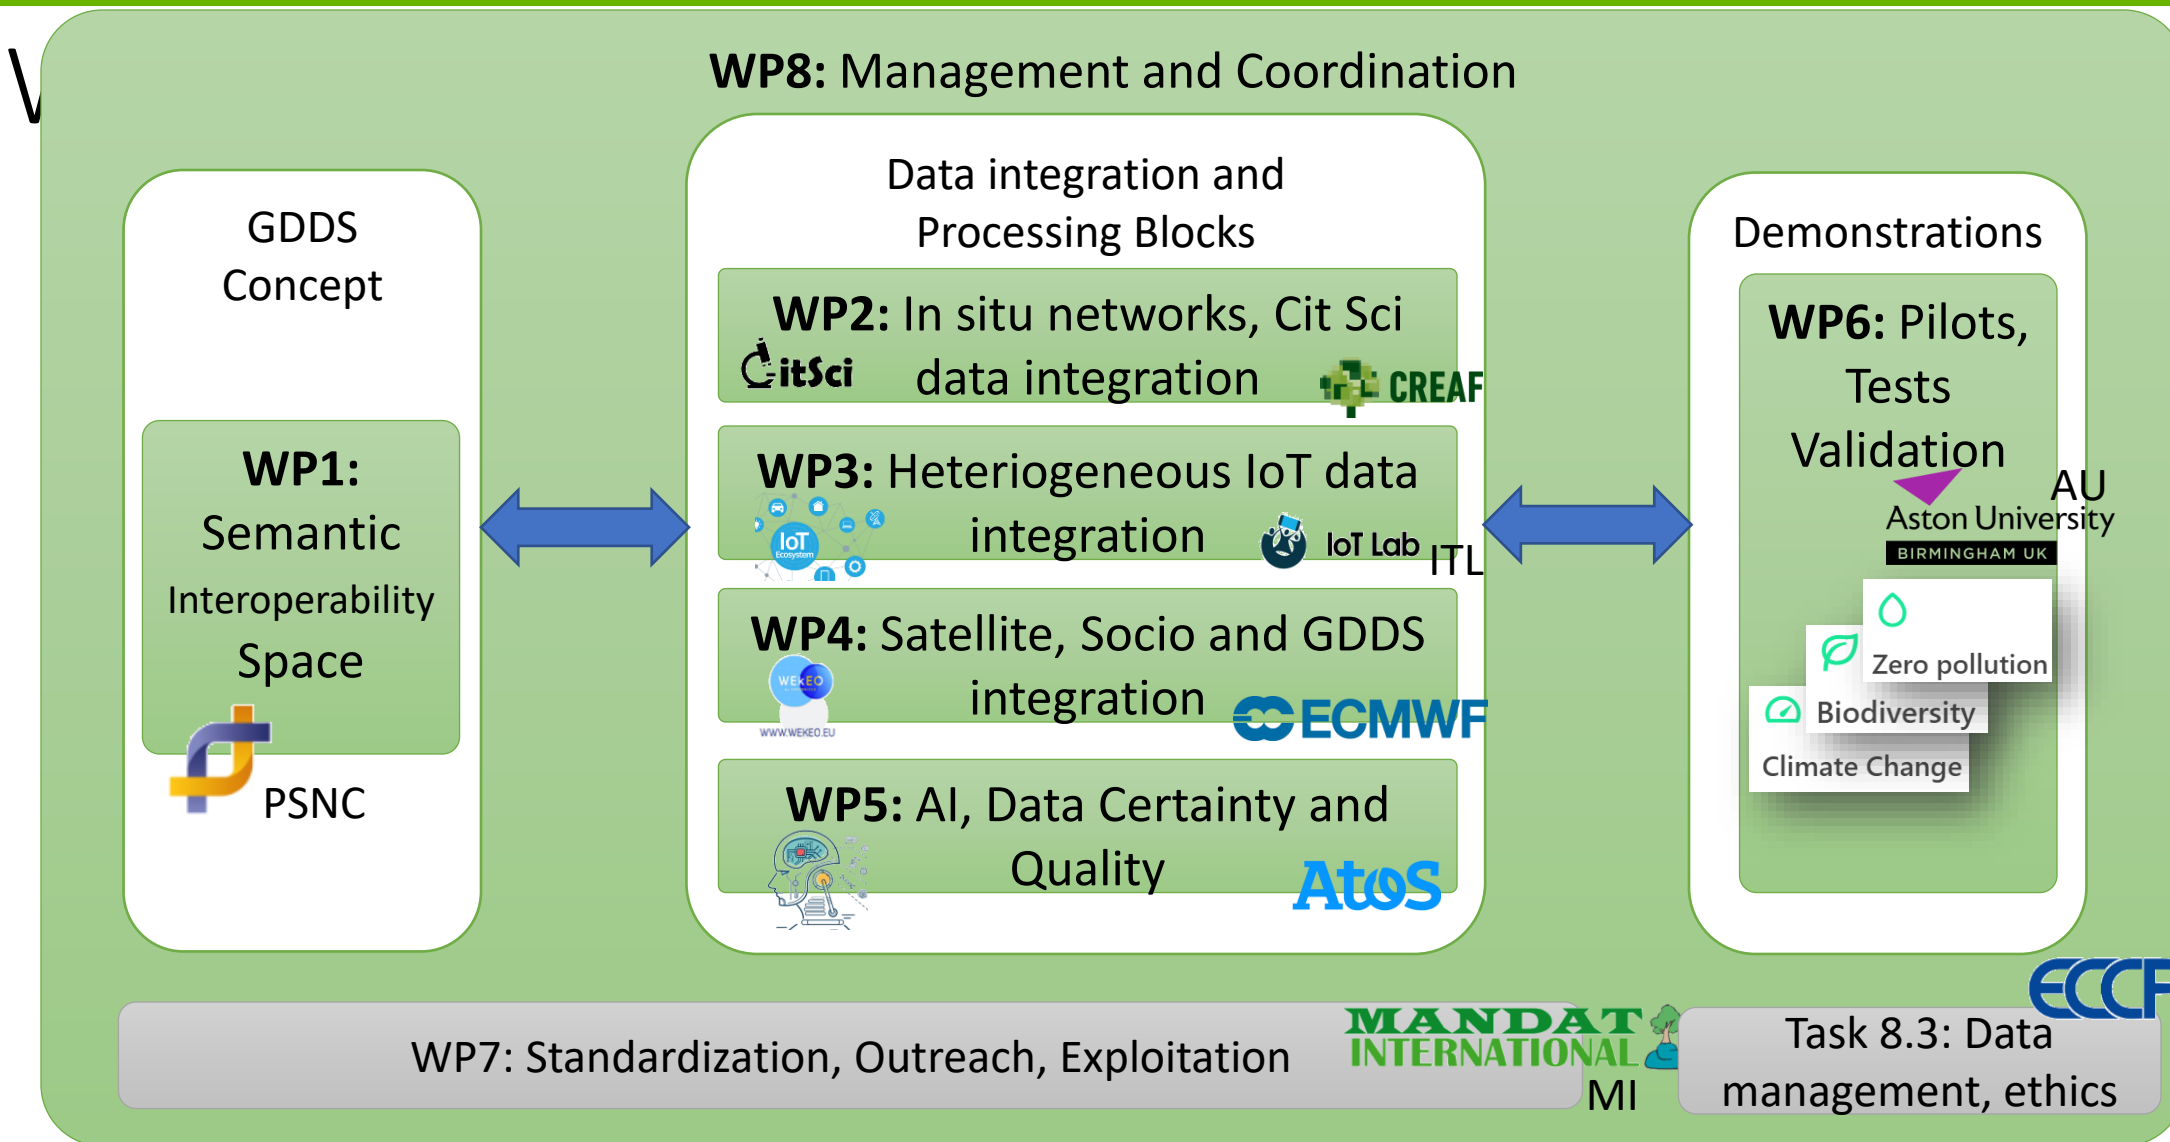 WP8: Management and Coordination
GDDS
Concept
WP1:
Semantic
Interoperability
Space
PSNC
Data integration and
Processing Blocks
WP2: In situ networks, Cit Sci
data integration
CitSci
CREAF
WP3: Heteriogeneous IoT data
integration
IoT
Ecosystem
IoT Lab
ITL
WP4: Satellite, Socio and GDDS
integration
WEKEO
WWW.WEKEO.EU
ECMWF
WP5: AI, Data Certainty and
Quality
Atos
Demonstrations
WP6: Pilots,
Tests
Validation
AU
Aston University
BIRMINGHAM UK
Zero pollution
Biodiversity
Climate Change
WP7: Standardization, Outreach, Exploitation
MANDAT
INTERNATIONAL
MI
ECCP
Task 8.3: Data
management, ethics